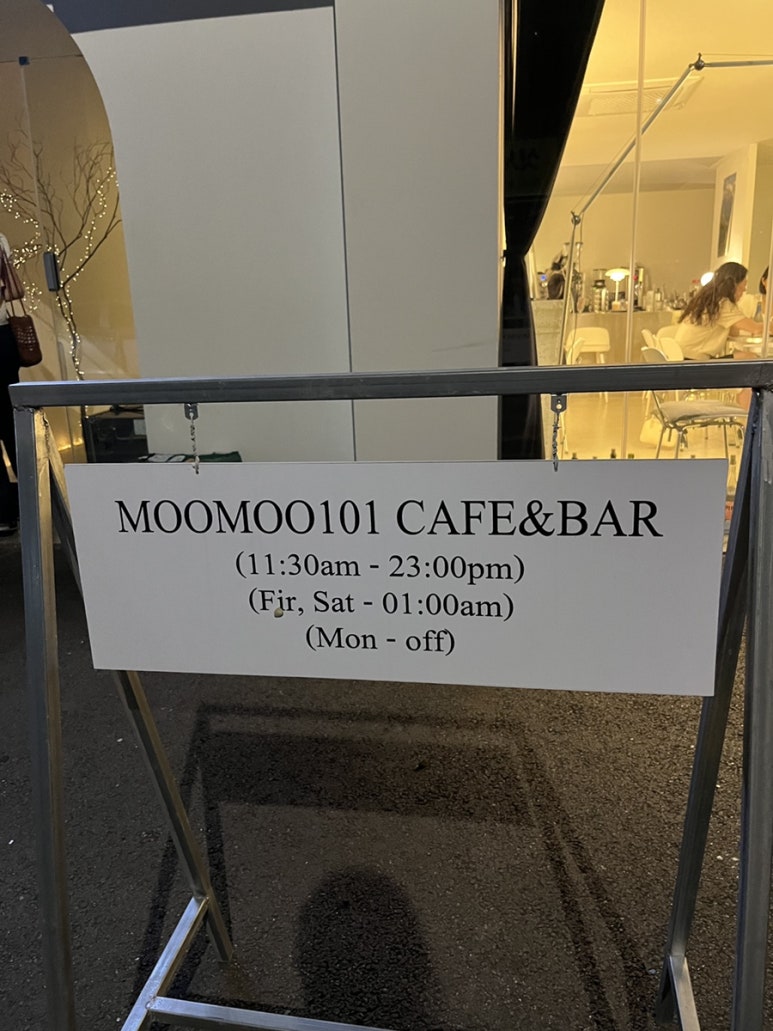 MOOMOO101 CAFE&BAR
(11:30am - 23:00pm)
(Fir, Sat - 01:00am)
(Mon - off)